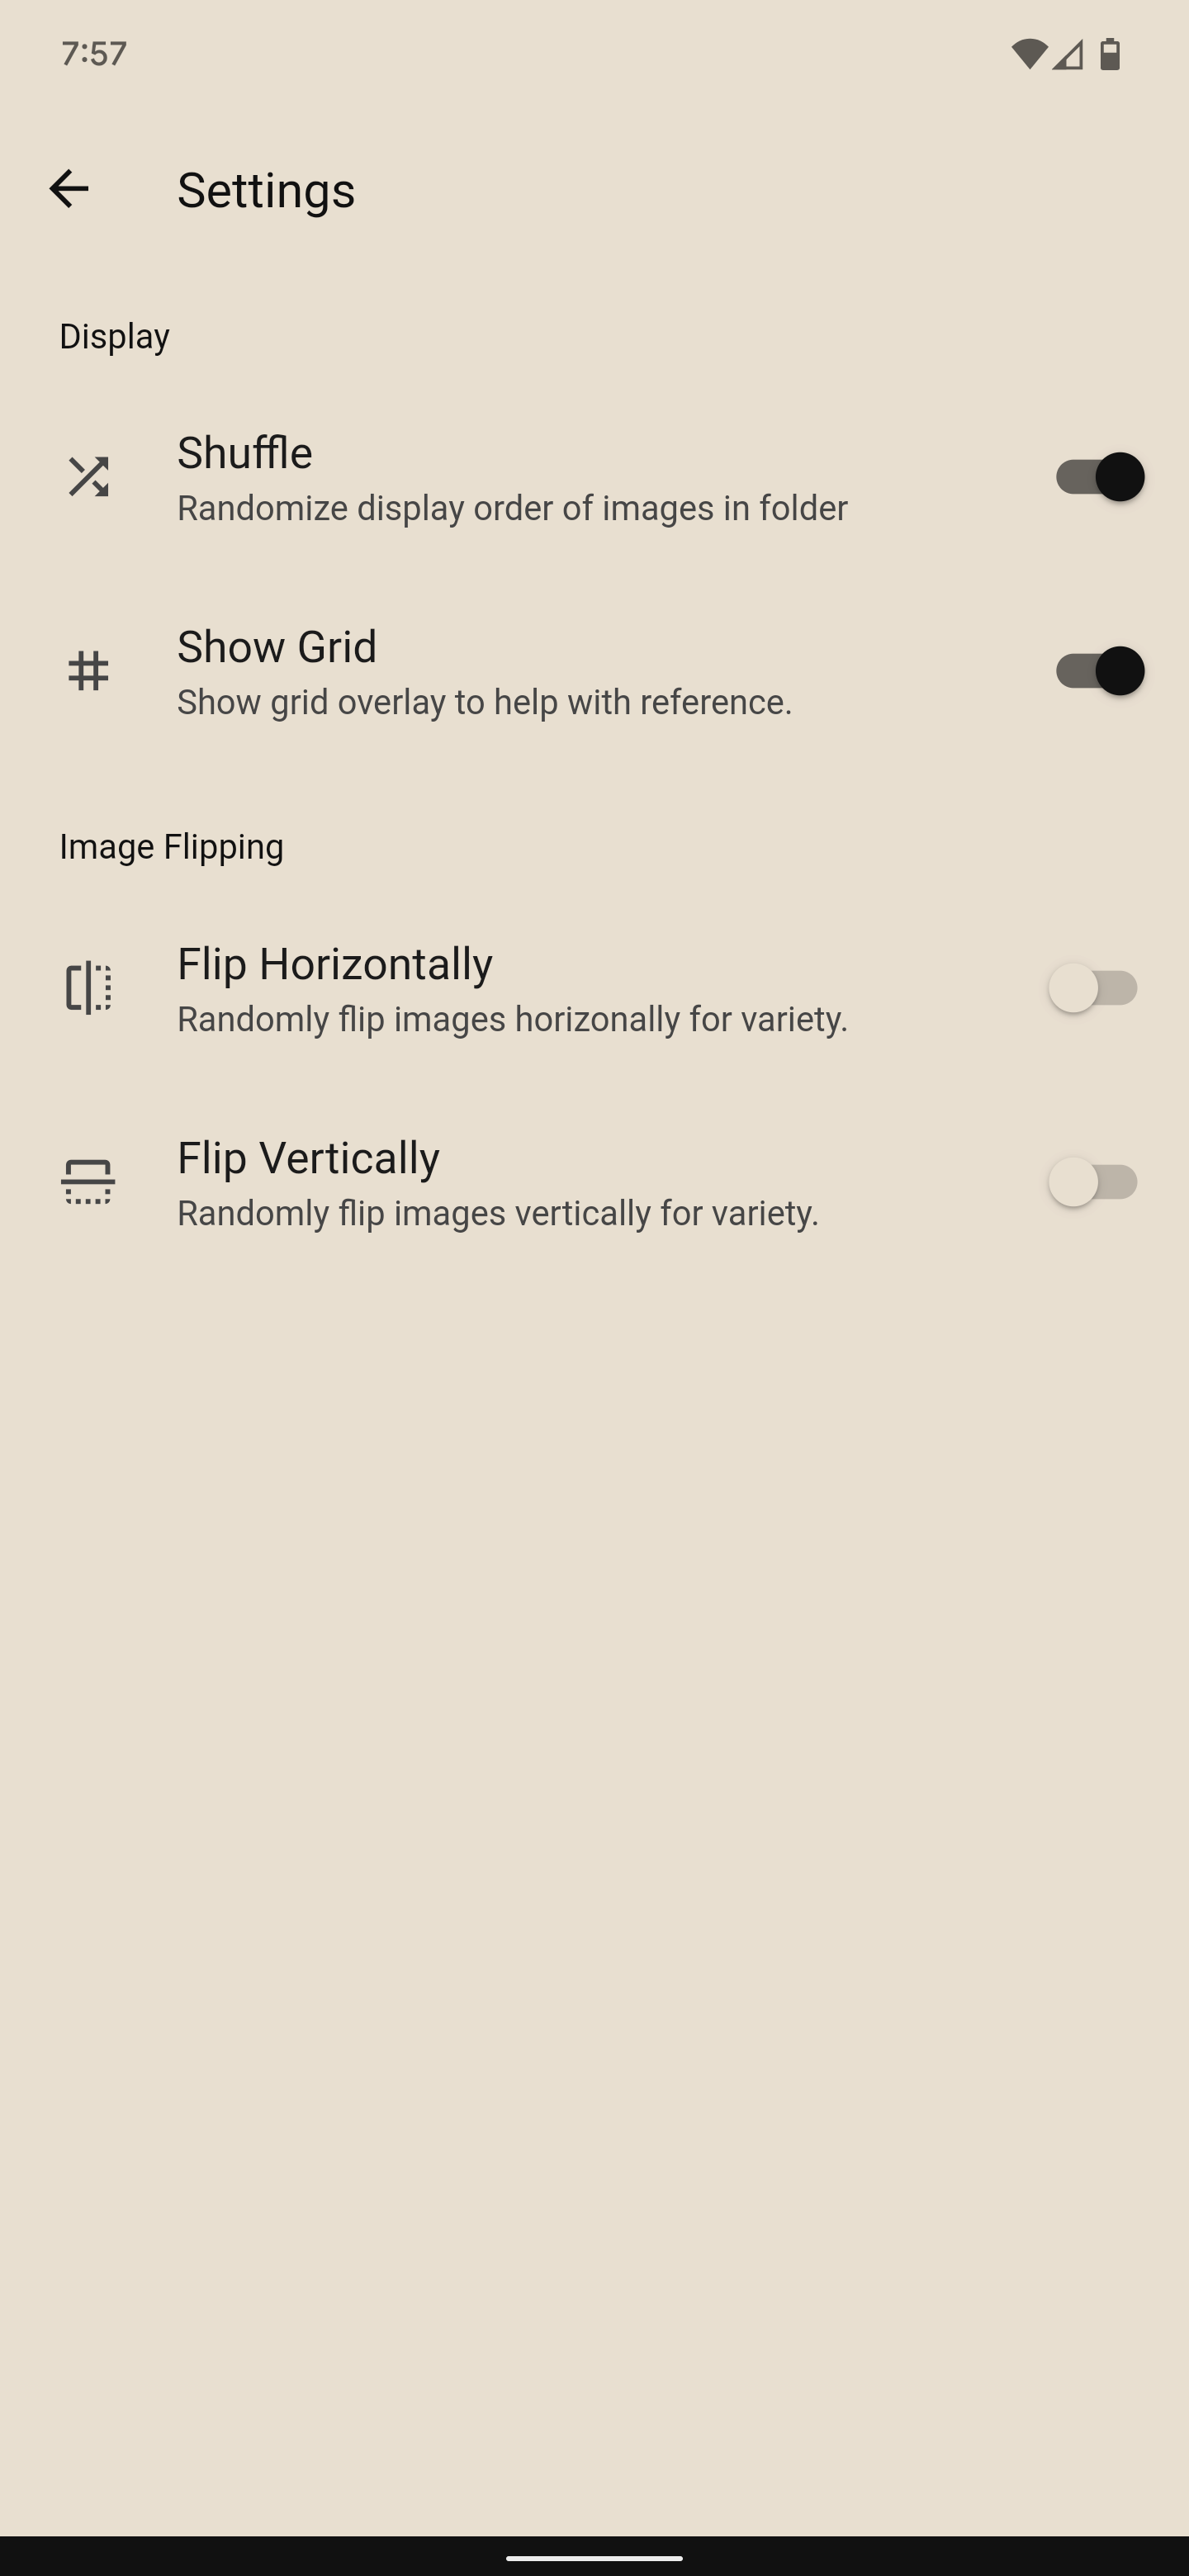 7:57
Settings
Display
Shuffle
Randomize display order of images in folder
Show Grid
Show grid overlay to help with reference.
Image Flipping
Flip Horizontally
Randomly flip images horizonally for variety.
Flip Vertically
Randomly flip images vertically for variety.